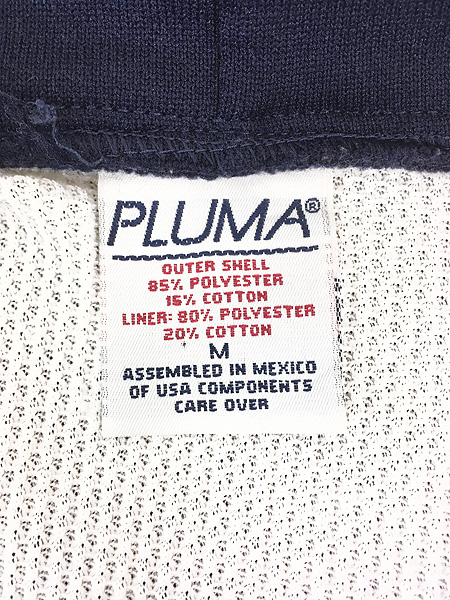 PLUMA®
OUTER SHELL
85% POLYESTER
15% COTTON
LINER: 80% POLYESTER
20% COTTON
M
ASSEMBLED IN MEXICO
OF USA COMPONENTS
CARE OVER